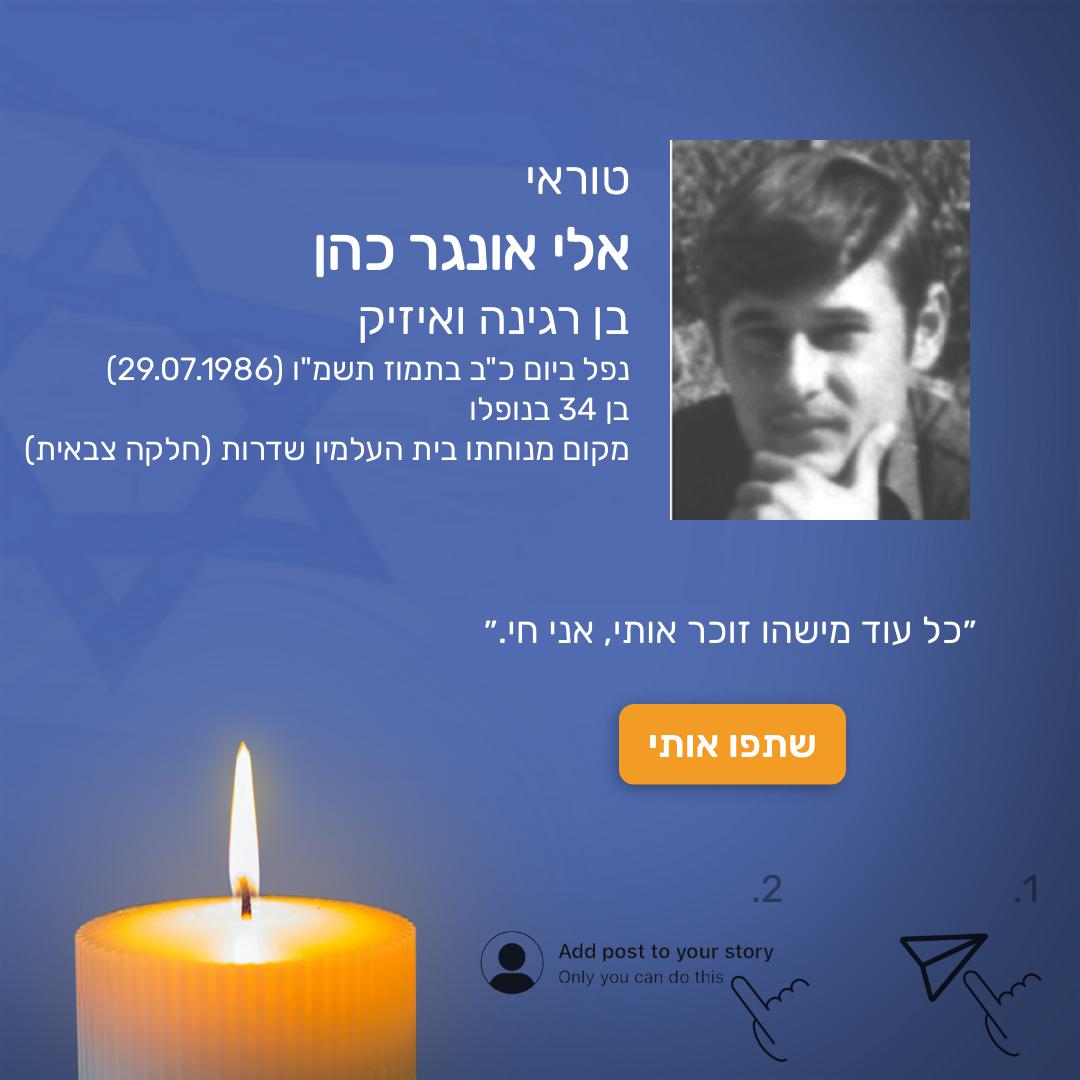 טוראי
אלי אונגר כהן
בן רגינה ואיזיק
נפל ביום כ"ב בתמוז תשמ"ו (29.07.1986)
בן 34 בנופלו
מקום מנוחתו בית העלמין שדרות (חלקה צבאית)
״כל עוד מישהו זוכר אותי, אני חי.״
שתפו אותי
.1
.2
Add post to your story
Only you can do this